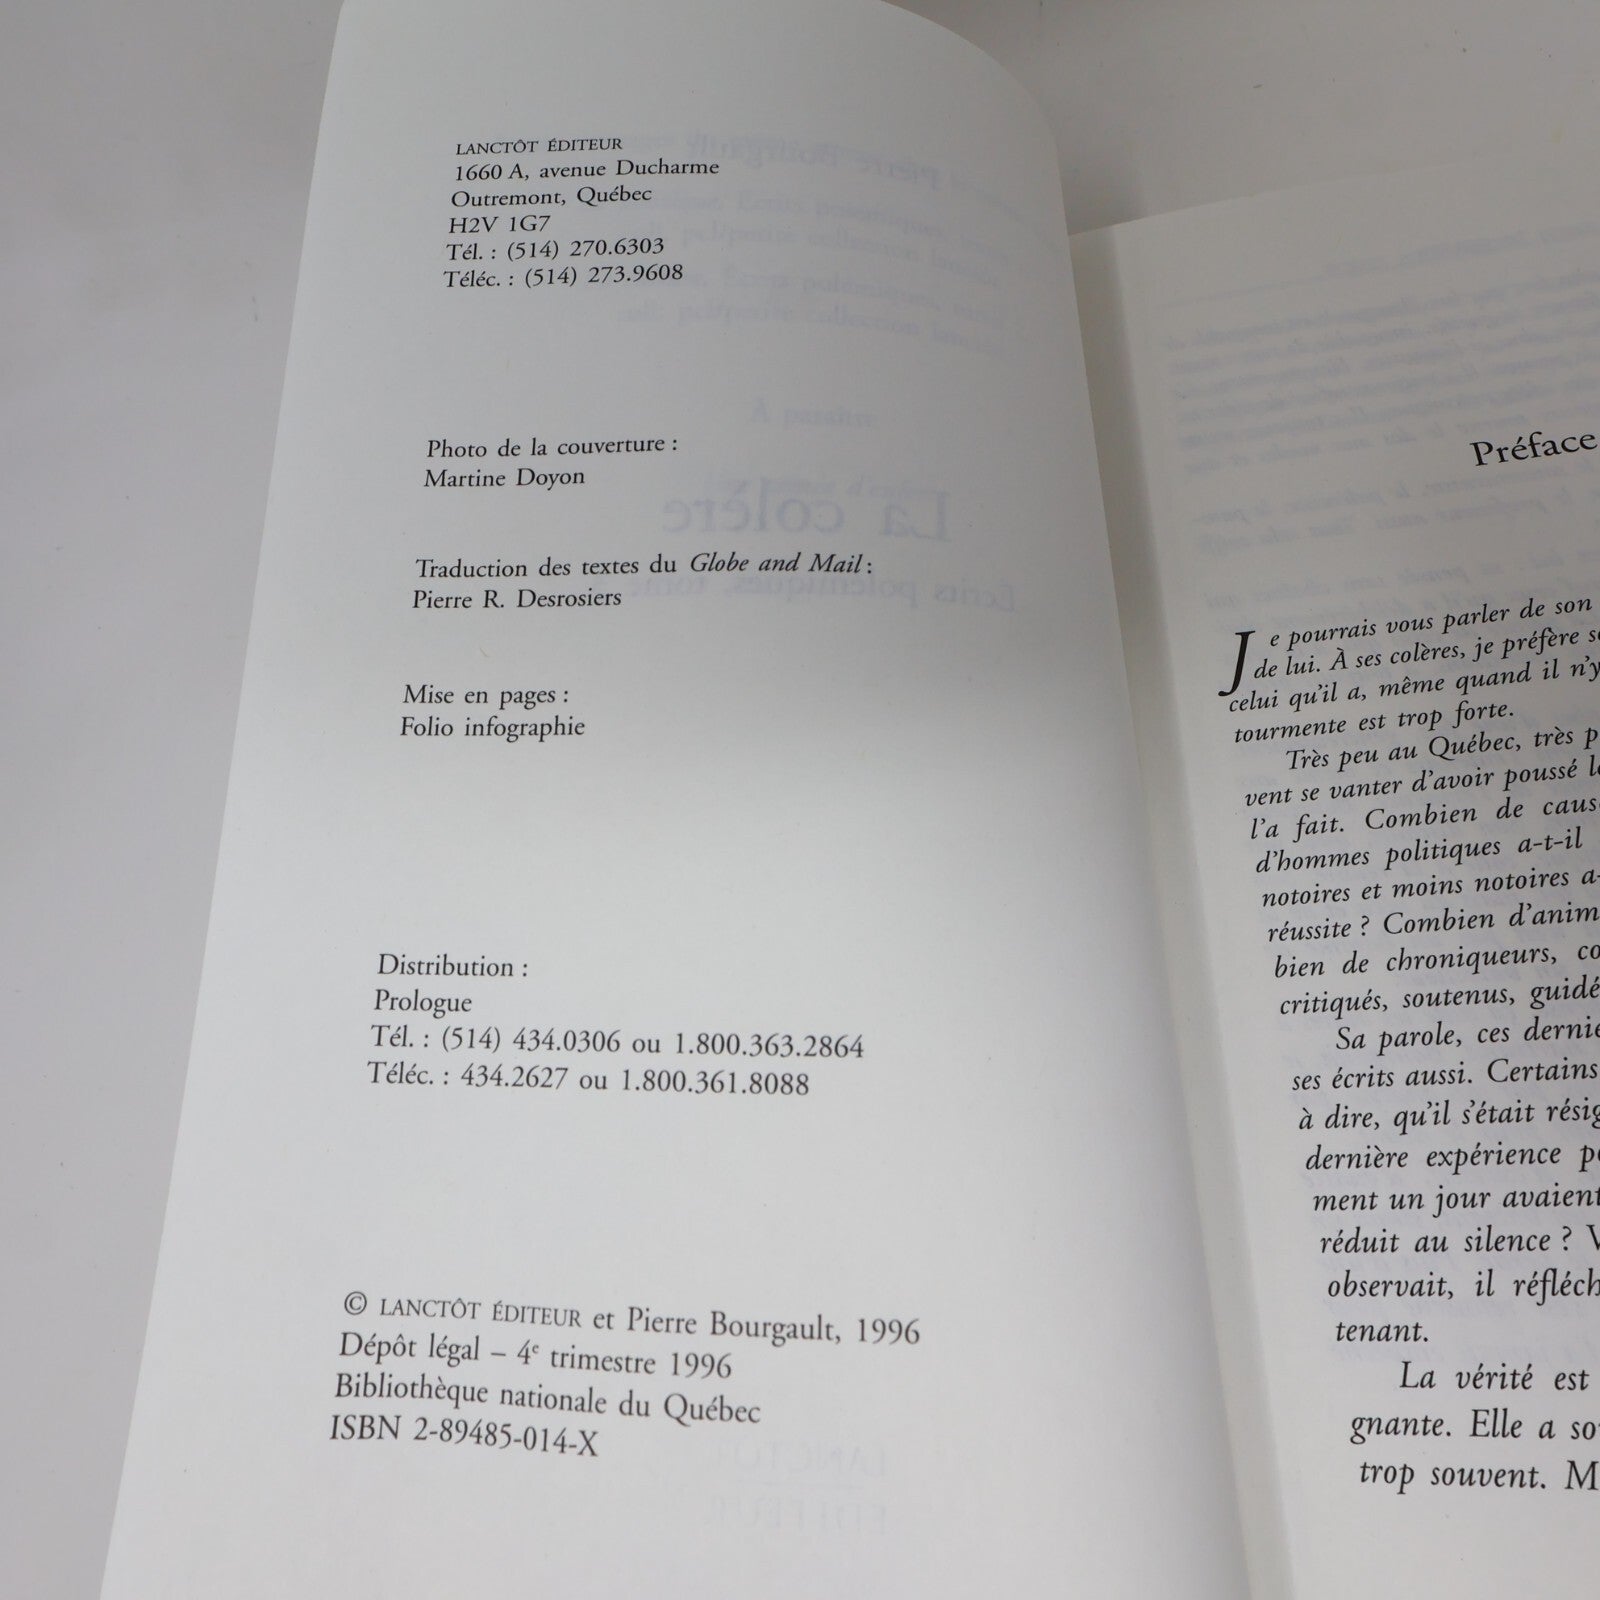 LANCTÔT ÉDITEUR
1660 A, avenue Ducharme
Outremont, Québec
H2V 1G7
Tél. : (514) 270.6303
Téléc. : (514) 273.9608
Photo de la couverture :
Martine Doyon
Traduction des textes du Globe and Mail :
Pierre R. Desrosiers
Mise en pages :
Folio infographie
Distribution :
Prologue
Tél. : (514) 434.0306 ou 1.800.363.2864
Téléc. : 434.2627 ou 1.800.361.8088
© LANCTÔT ÉDITEUR et Pierre Bourgault, 1996
Dépôt légal – 4e trimestre 1996
Bibliothèque nationale du Québec
ISBN 2-89485-014-X
Préface
Je pourrais vous parler de son
de lui. À ses colères, je préfère
celui qu'il a, même quand il n'y
tourmente est trop forte.
Très peu au Québec, très
vent se vanter d'avoir poussé
l'a fait. Combien de
d'hommes politiques a-t-il
notoires et moins notoires
réussite ? Combien
bien de chroniqueurs,
critiqués, soutenus,
Sa parole, ces
ses écrits aussi. Certains
à dire, qu'il s'était
dernière expérience
ment un jour avaient
réduit au silence ?
observait, il
tenant.
La vérité est
gnante. Elle a
trop souvent.